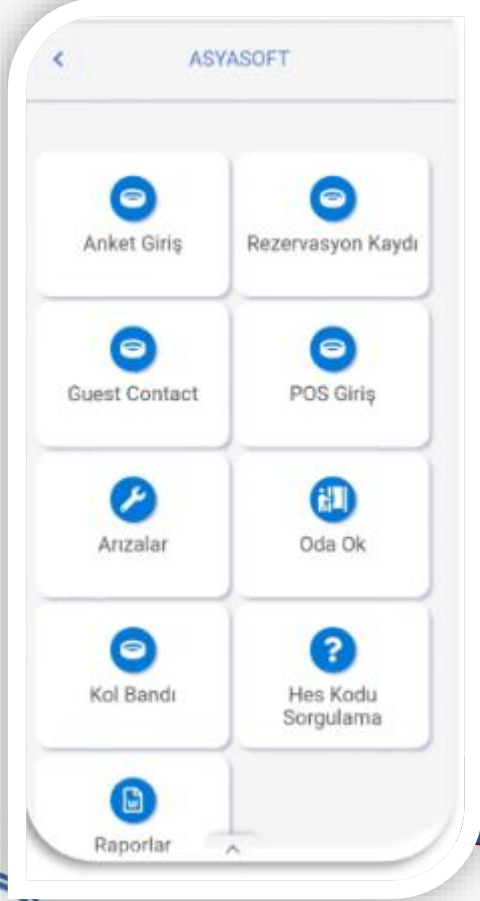 ASYASOFT
Anket Giriş
Rezervasyon Kaydı
Guest Contact
POS Giriş
Arızalar
Oda Ok
Kol Bandı
Hes Kodu
Sorgulama
Raporlar